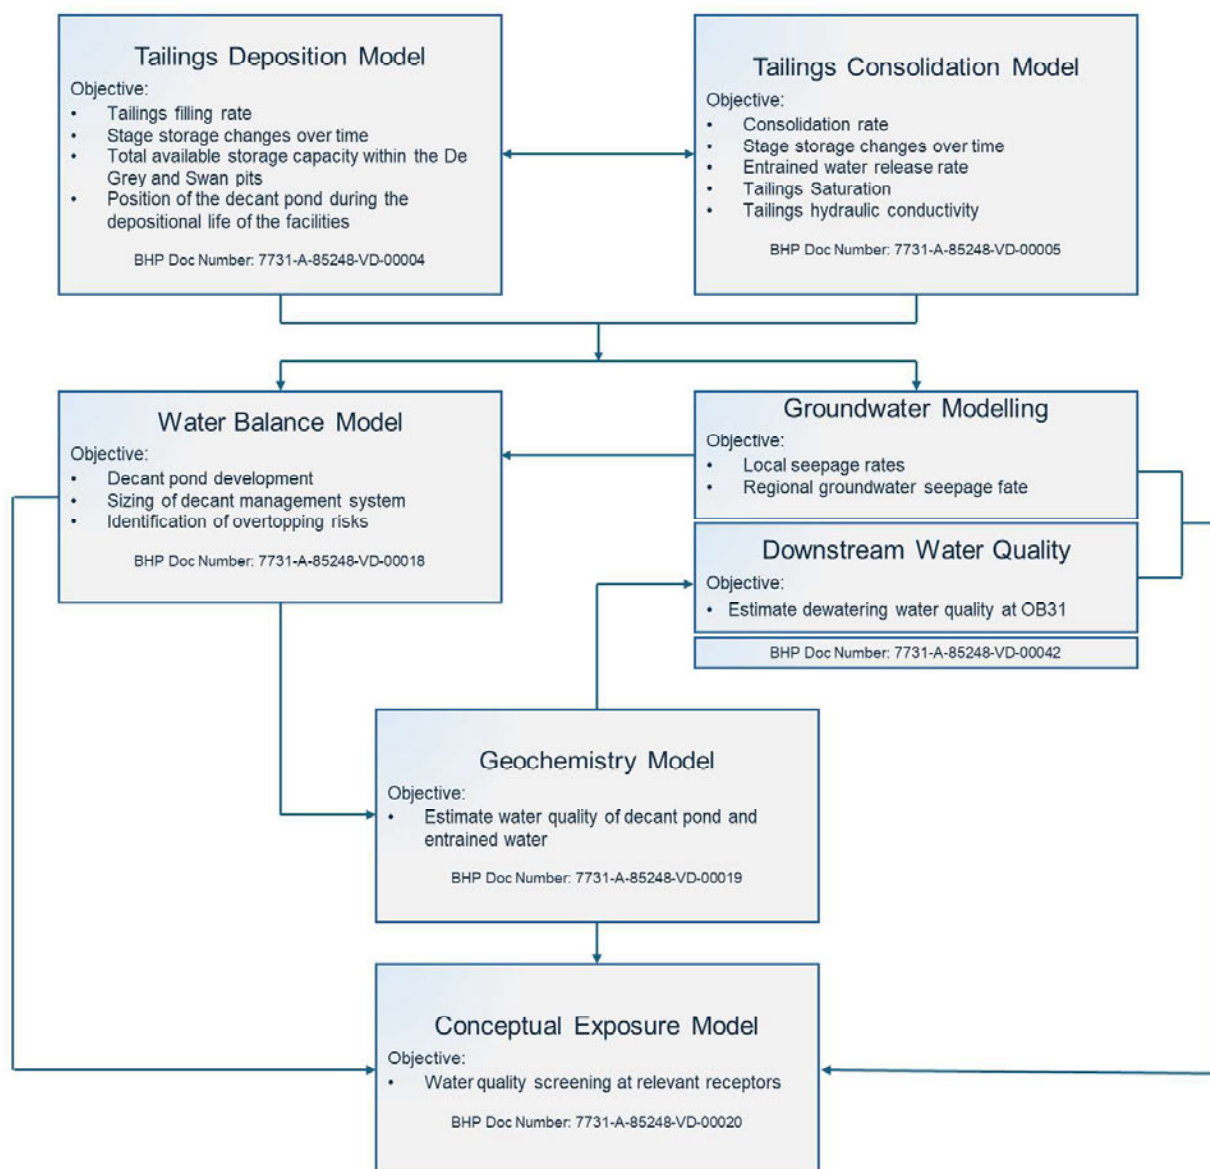 Tailings Deposition Model
Objective:
• Tailings filling rate
• Stage storage changes over time
• Total available storage capacity within the De
Grey and Swan pits
• Position of the decant pond during the
depositional life of the facilities
BHP Doc Number: 7731-A-85248-VD-00004
Tailings Consolidation Model
Objective:
• Consolidation rate
• Stage storage changes over time
• Entrained water release rate
• Tailings Saturation
• Tailings hydraulic conductivity
BHP Doc Number: 7731-A-85248-VD-00005
Water Balance Model
Objective:
• Decant pond development
• Sizing of decant management system
• Identification of overtopping risks
BHP Doc Number: 7731-A-85248-VD-00018
Groundwater Modelling
Objective:
• Local seepage rates
• Regional groundwater seepage fate
Downstream Water Quality
Objective:
• Estimate dewatering water quality at OB31
BHP Doc Number: 7731-A-85248-VD-00042
Geochemistry Model
Objective:
• Estimate water quality of decant pond and
entrained water
BHP Doc Number: 7731-A-85248-VD-00019
Conceptual Exposure Model
Objective:
• Water quality screening at relevant receptors
BHP Doc Number: 7731-A-85248-VD-00020